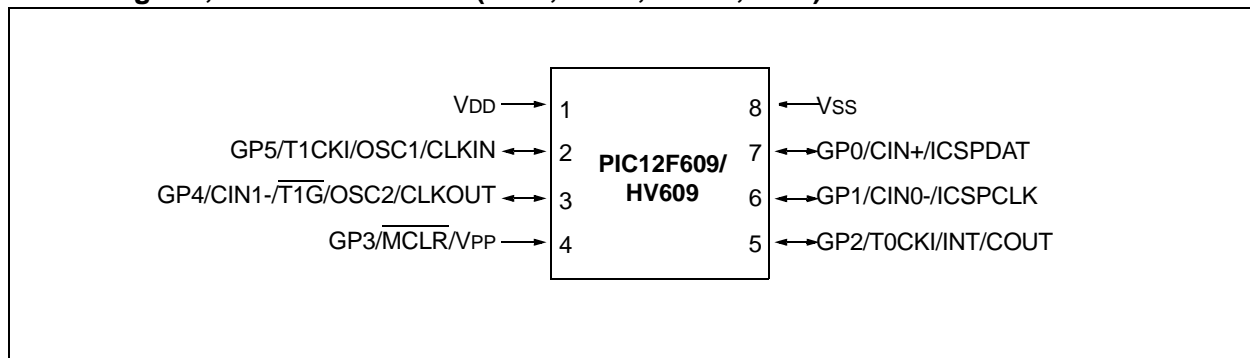 VDD
1
8
VSS
GP5/T1CKI/OSC1/CLKIN
2
PIC12F609/
HV609
7
GP0/CIN+/ICSPDAT
GP4/CIN1-/T1G/OSC2/CLKOUT
3
6
GP1/CIN0-/ICSPCLK
GP3/MCLR/VPP
4
5
GP2/T0CKI/INT/COUT